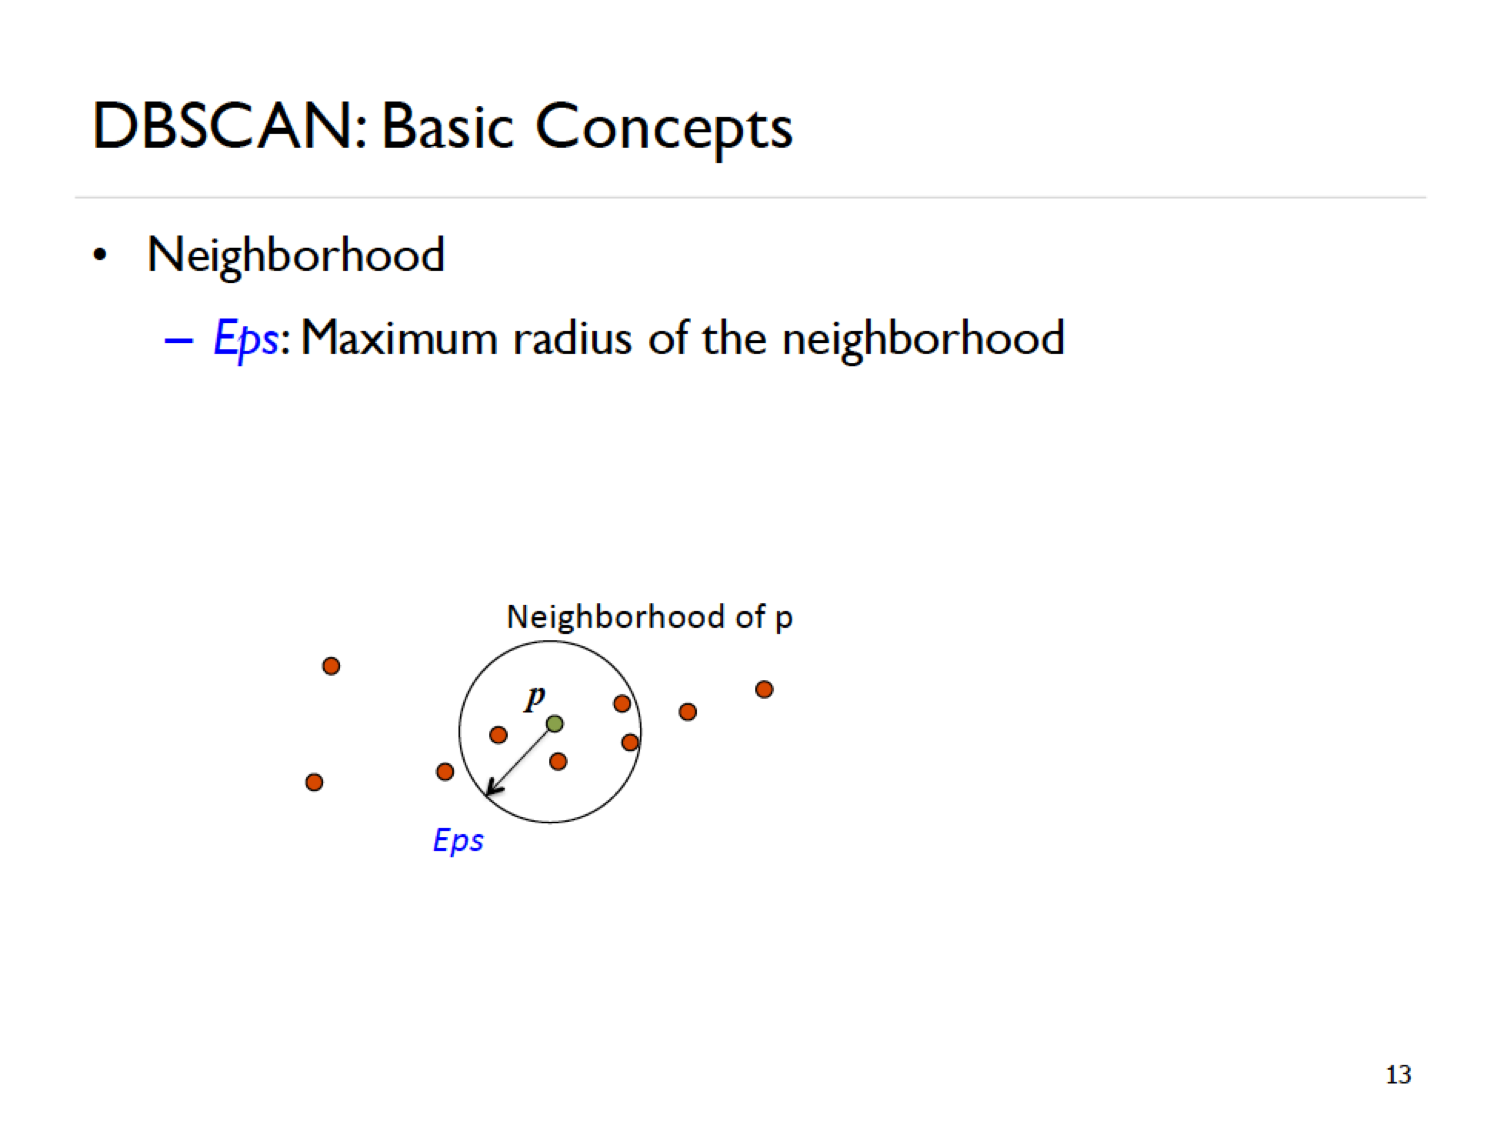 DBSCAN: Basic Concepts
• Neighborhood
– Eps: Maximum radius of the neighborhood
Neighborhood of p
p
Eps
13